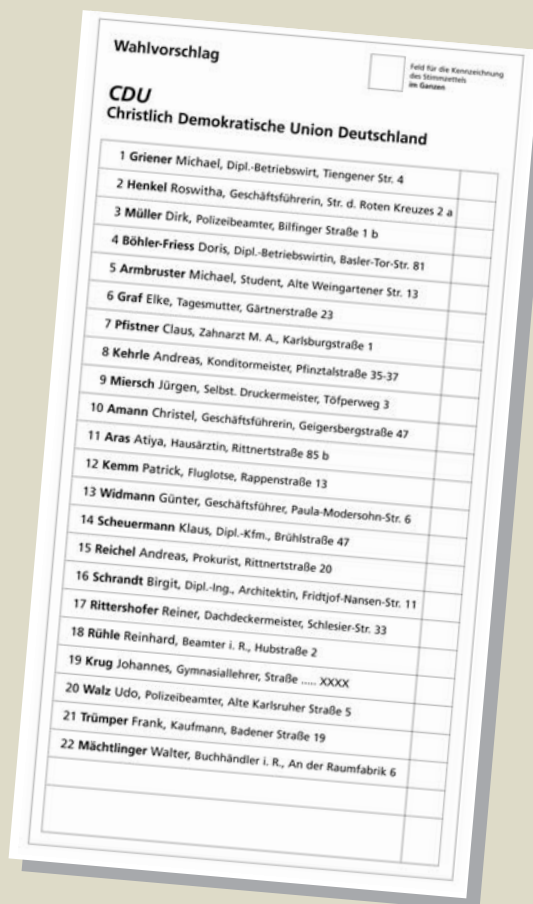 Wahlvorschlag
Feld für die Kennzeichnung
des Stimmzettels
im Ganzen
CDU
Christlich Demokratische Union Deutschland
1 Griener Michael, Dipl.-Betriebswirt, Tiengener Str. 4
2 Henkel Roswitha, Geschäftsführerin, Str. d. Roten Kreuzes 2 a
3 Müller Dirk, Polizeibeamter, Bilfinger Straße 1 b
4 Böhler-Friess Doris, Dipl.-Betriebswirtin, Basler-Tor-Str. 81
5 Armbruster Michael, Student, Alte Weingartener Str. 13
6 Graf Elke, Tagesmutter, Gärtnerstraße 23
7 Pfistner Claus, Zahnarzt M. A., Karlsburgstraße 1
8 Kehrle Andreas, Konditormeister, Pfinztalstraße 35-37
9 Miersch Jürgen, Selbst. Druckermeister, Töfperweg 3
10 Amann Christel, Geschäftsführerin, Geigersbergstraße 47
11 Aras Atiya, Hausärztin, Rittnertstraße 85 b
12 Kemm Patrick, Fluglotse, Rappenstraße 13
13 Widmann Günter, Geschäftsführer, Paula-Modersohn-Str. 6
14 Scheuermann Klaus, Dipl.-Kfm., Brühlstraße 47
15 Reichel Andreas, Prokurist, Rittnertstraße 20
16 Schrandt Birgit, Dipl.-Ing., Architektin, Fridtjof-Nansen-Str. 11
17 Rittershofer Reiner, Dachdeckermeister, Schlesier-Str. 33
18 Rühle Reinhard, Beamter i. R., Hubstraße 2
19 Krug Johannes, Gymnasiallehrer, Straße ..... XXXX
20 Walz Udo, Polizeibeamter, Alte Karlsruher Straße 5
21 Trümper Frank, Kaufmann, Badener Straße 19
22 Mächtlinger Walter, Buchhändler i. R., An der Raumfabrik 6